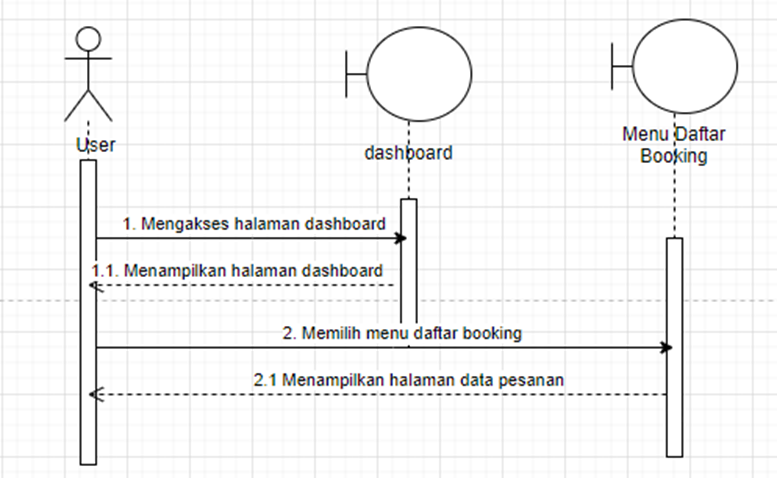 User
dashboard
Menu Daftar
Booking
1. Mengakses halaman dashboard
1.1. Menampilkan halaman dashboard
2. Memilih menu daftar booking
2.1 Menampilkan halaman data pesanan